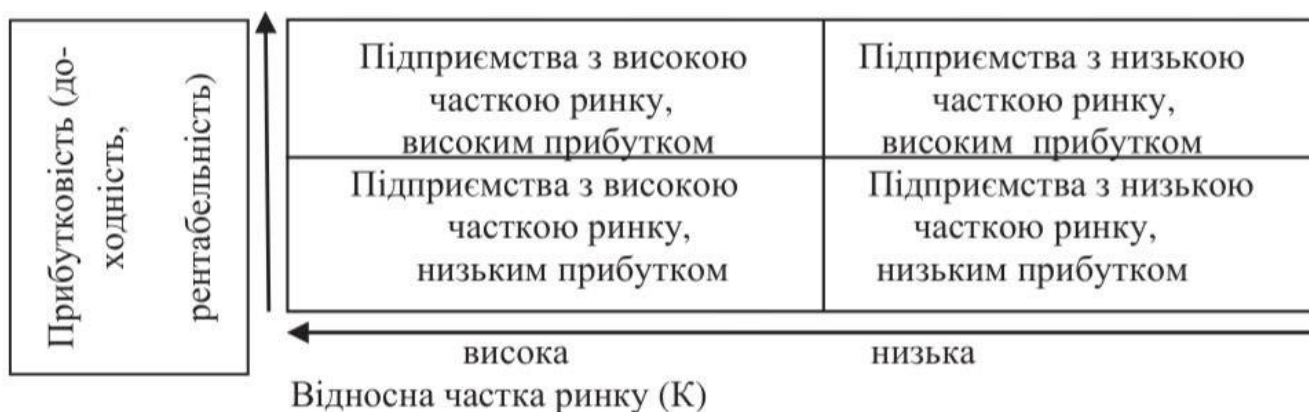 Прибутковість (до-
ходність,
рентабельність)
Підприємства з високою
часткою ринку,
високим прибутком
Підприємства з низькою
часткою ринку,
високим прибутком
Підприємства з високою
часткою ринку,
низьким прибутком
Підприємства з низькою
часткою ринку,
низьким прибутком
висока
низька
Відносна частка ринку (К)